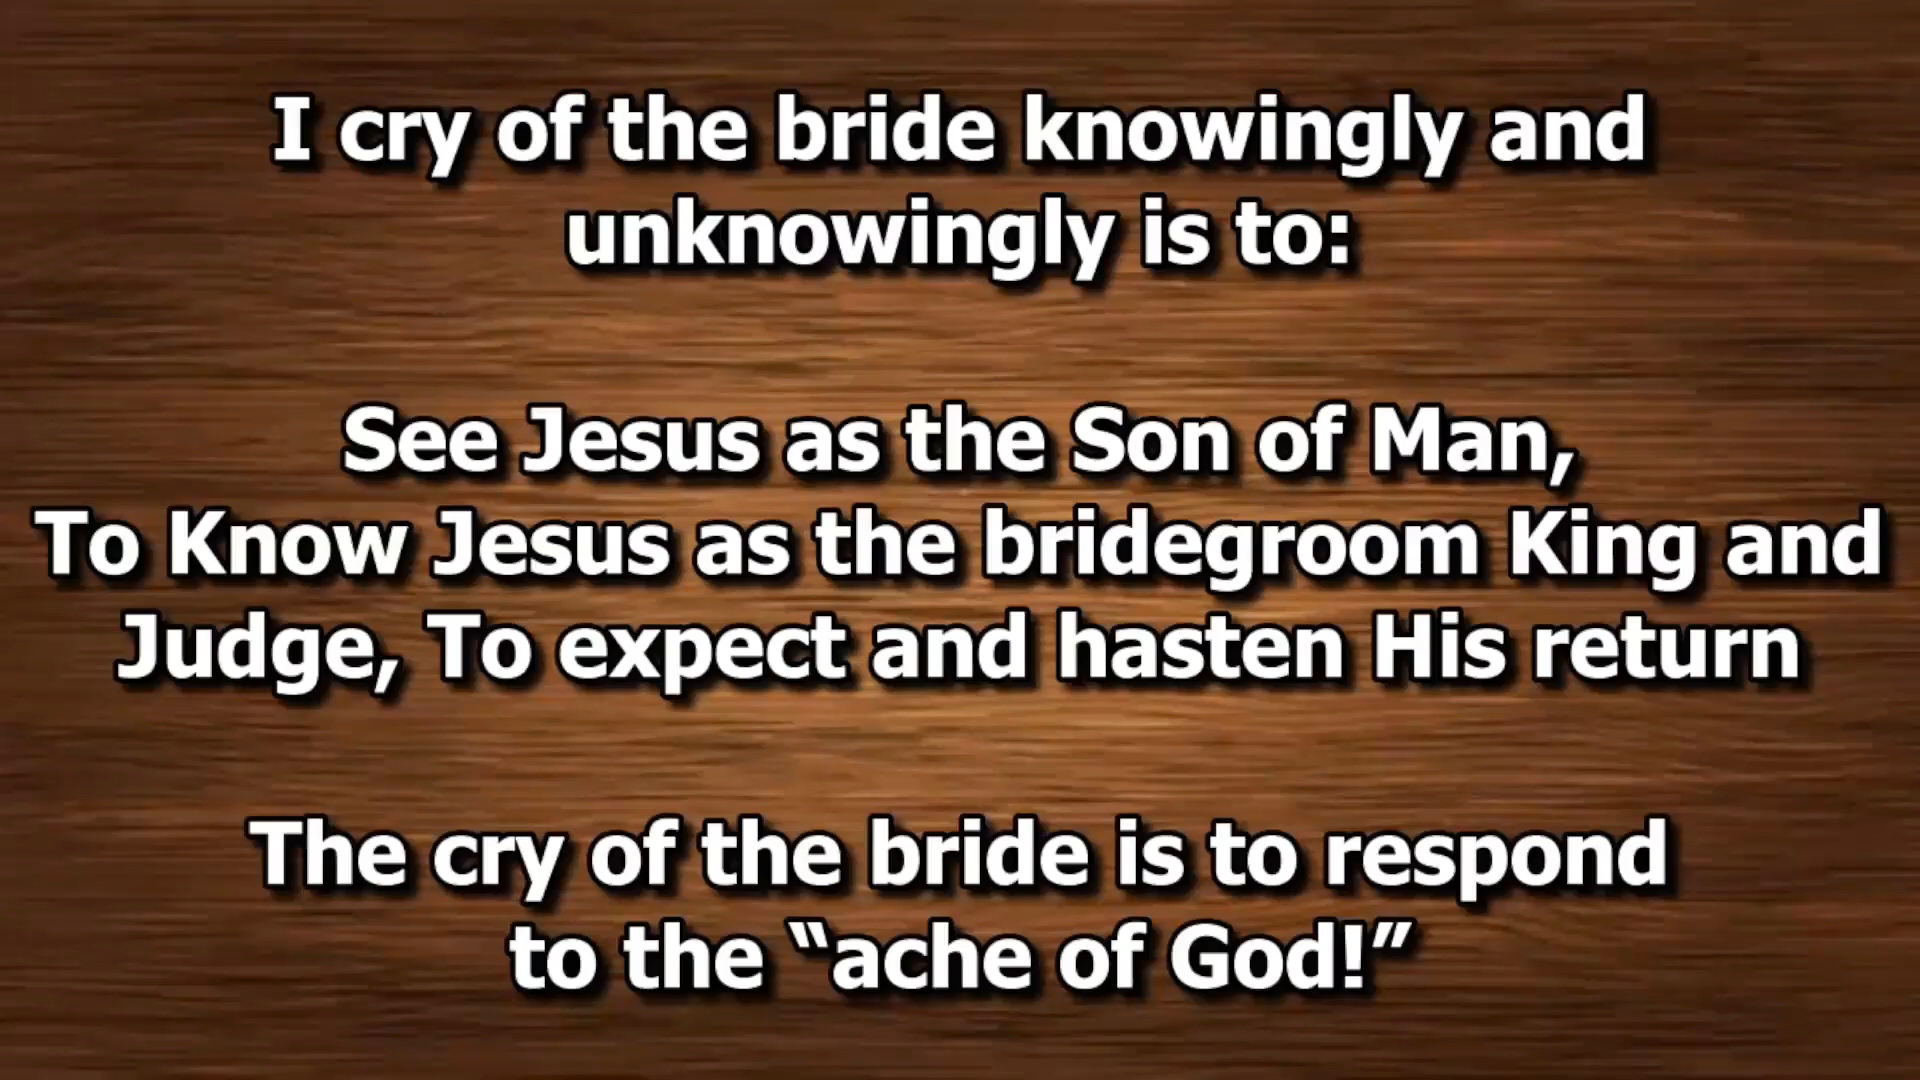 I cry of the bride knowingly and
unknowingly is to:
See Jesus as the Son of Man,
To Know Jesus as the bridegroom King and
Judge, To expect and hasten His return
The cry of the bride is to respond
to the “ache of God!”